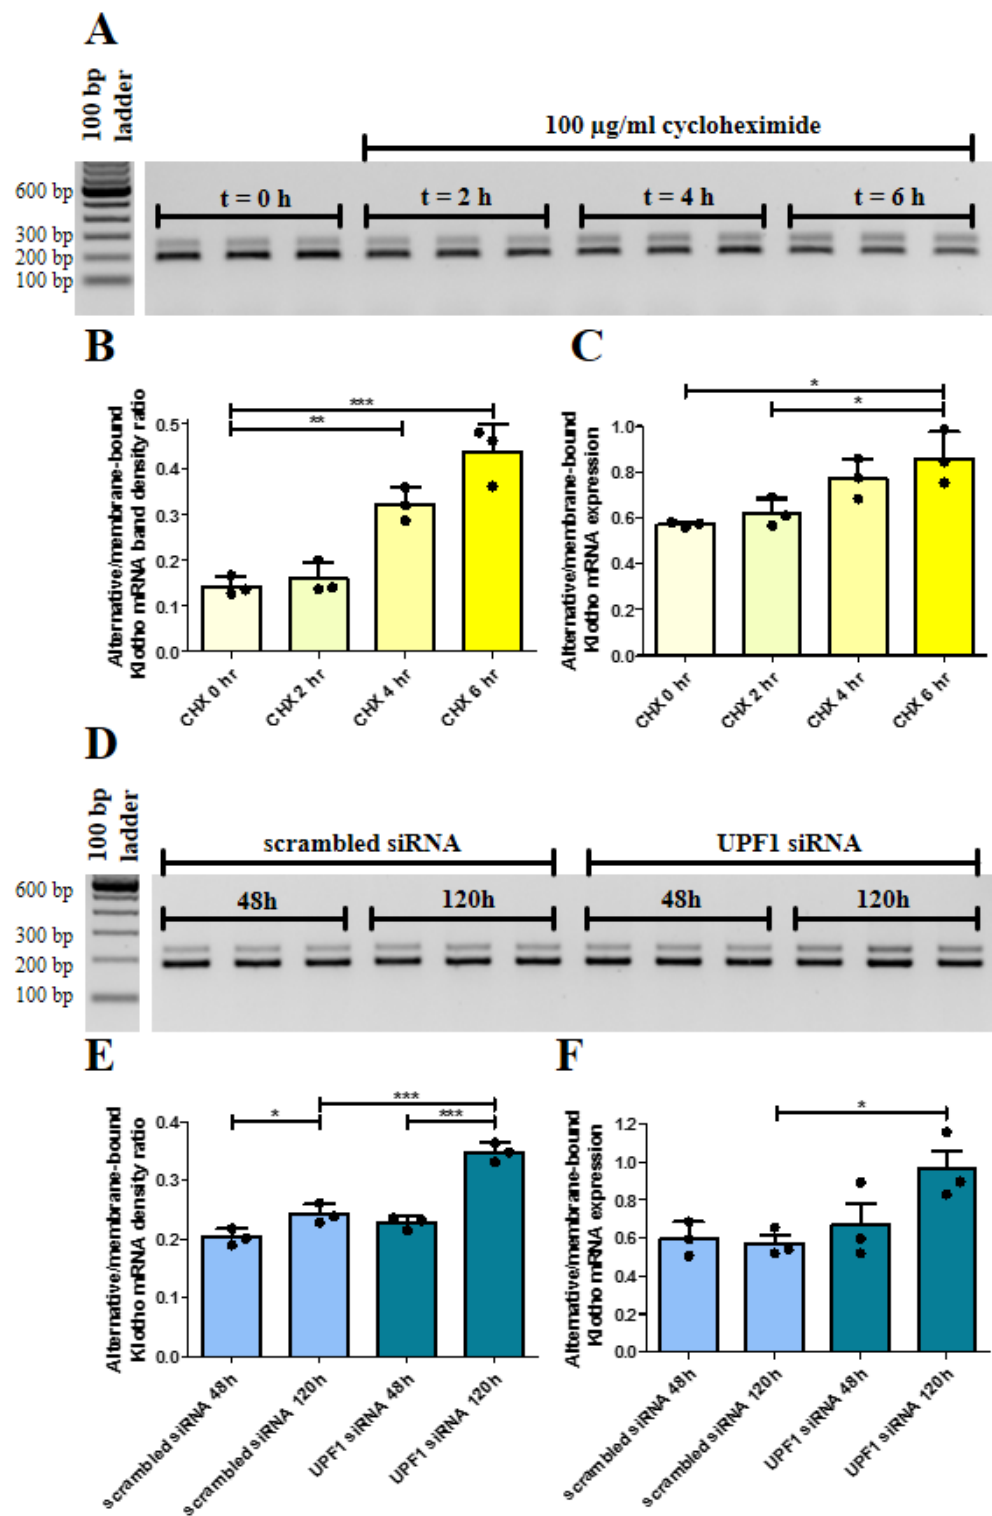 A
100 bp
ladder
100 µg/ml cycloheximide
t = 0 h
t = 2 h
t = 4 h
t = 6 h
600 bp
300 bp
200 bp
100 bp
B
Alternative/membrane-bound
Klotho mRNA band density ratio
0.5
0.4
0.3
0.2
0.1
0.0
***
**
CHX 0 hr
CHX 2 hr
CHX 4 hr
CHX 6 hr
C
Alternative/membrane-bound
Klotho mRNA expression
1.0
0.8
0.6
0.4
0.2
0.0
*
*
CHX 0 hr
CHX 2 hr
CHX 4 hr
CHX 6 hr
D
100 bp
ladder
scrambled siRNA
UPF1 siRNA
48h
120h
48h
120h
600 bp
300 bp
200 bp
100 bp
E
Alternative/membrane-bound
Klotho mRNA density ratio
0.4
0.3
0.2
0.1
0.0
***
*
***
scrambled siRNA 48h
scrambled siRNA 120h
UPF1 siRNA 48h
UPF1 siRNA 120h
F
Alternative/membrane-bound
Klotho mRNA expression
1.2
1.0
0.8
0.6
0.4
0.2
0.0
*
scrambled siRNA 48h
scrambled siRNA 120h
UPF1 siRNA 48h
UPF1 siRNA 120h